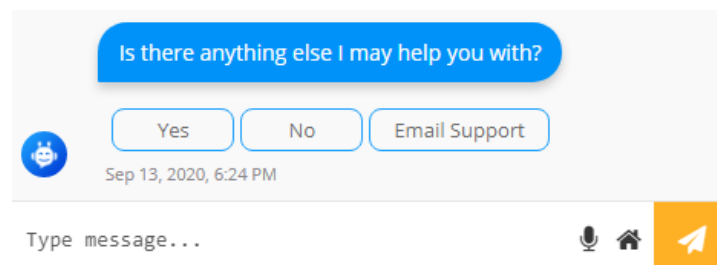 Is there anything else I may help you with?
Yes No Email Support
Sep 13, 2020, 6:24 PM
Type message...